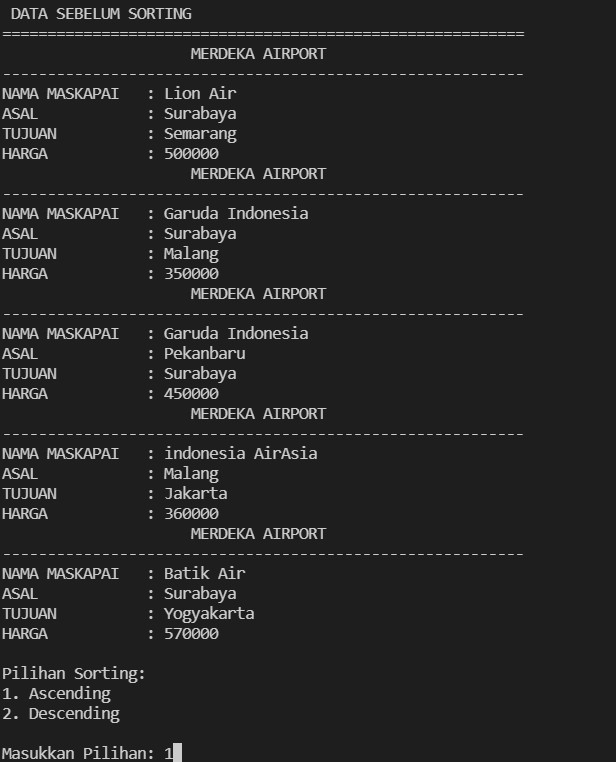 DATA SEBELUM SORTING
==========================================================
MERDEKA AIRPORT
----------------------------------------------------------
NAMA MASKAPAI : Lion Air
ASAL : Surabaya
TUJUAN : Semarang
HARGA : 500000
MERDEKA AIRPORT
----------------------------------------------------------
NAMA MASKAPAI : Garuda Indonesia
ASAL : Surabaya
TUJUAN : Malang
HARGA : 350000
MERDEKA AIRPORT
----------------------------------------------------------
NAMA MASKAPAI : Garuda Indonesia
ASAL : Pekanbaru
TUJUAN : Surabaya
HARGA : 450000
MERDEKA AIRPORT
----------------------------------------------------------
NAMA MASKAPAI : indonesia AirAsia
ASAL : Malang
TUJUAN : Jakarta
HARGA : 360000
MERDEKA AIRPORT
----------------------------------------------------------
NAMA MASKAPAI : Batik Air
ASAL : Surabaya
TUJUAN : Yogyakarta
HARGA : 570000
Pilihan Sorting:
1. Ascending
2. Descending
Masukkan Pilihan: 1